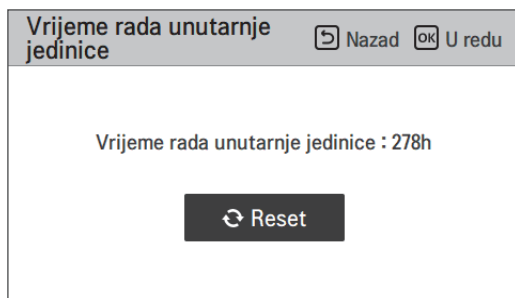 Vrijeme rada unutarnje
jedinice
Nazad OK U redu
Vrijeme rada unutarnje jedinice : 278h
Reset